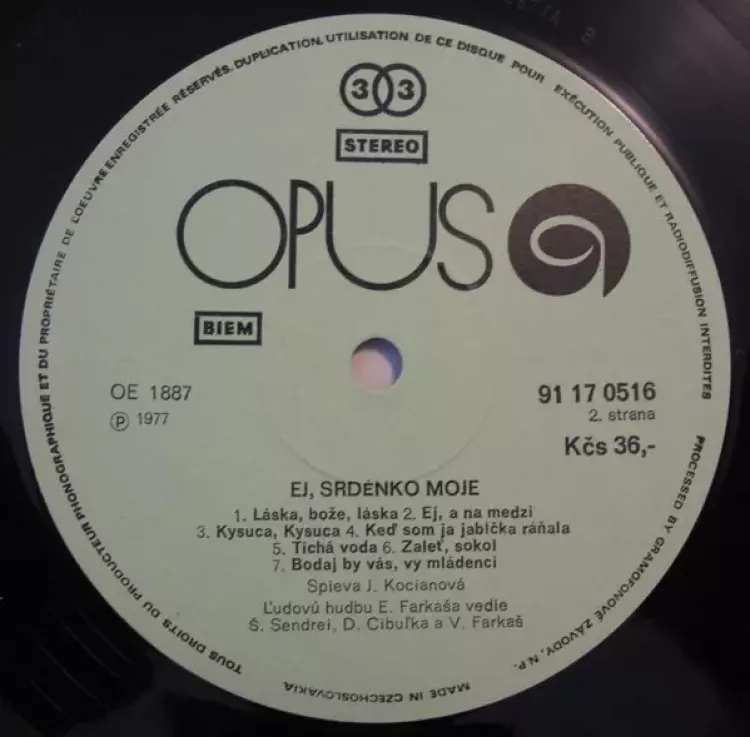 TOUS DROITS DU PRODUCTEUR PHONOGRAPHIQUE ET DU PROPRIÉTAIRE DE L'OEUVRE ENREGISTRÉE RÉSERVÉS. DUPLICATION, UTILISATION DE CE DISQUE POUR EXÉCUTION PUBLIQUE ET RADIODIFFUSION INTERDITES
PROCESSED BY GRAMOFONOVÉ ZÁVODY, N.P.
MADE IN CZECHOSLOVAKIA
33
STEREO
OPUS
BIEM
OE 1887
℗ 1977
91 17 0516
2. strana
Kčs 36,-
EJ, SRDÉNKO MOJE
1. Láska, bože, láska 2. Ej, a na medzi
3. Kysuca, Kysuca 4. Keď som ja jabĺčka ráňala
5. Tichá voda 6. Zaleť, sokol
7. Bodaj by vás, vy mládenci
Spieva J. Kocianová
Ľudovú hudbu E. Farkaša vedie
Š. Sendrei, D. Cibuľka a V. Farkaš